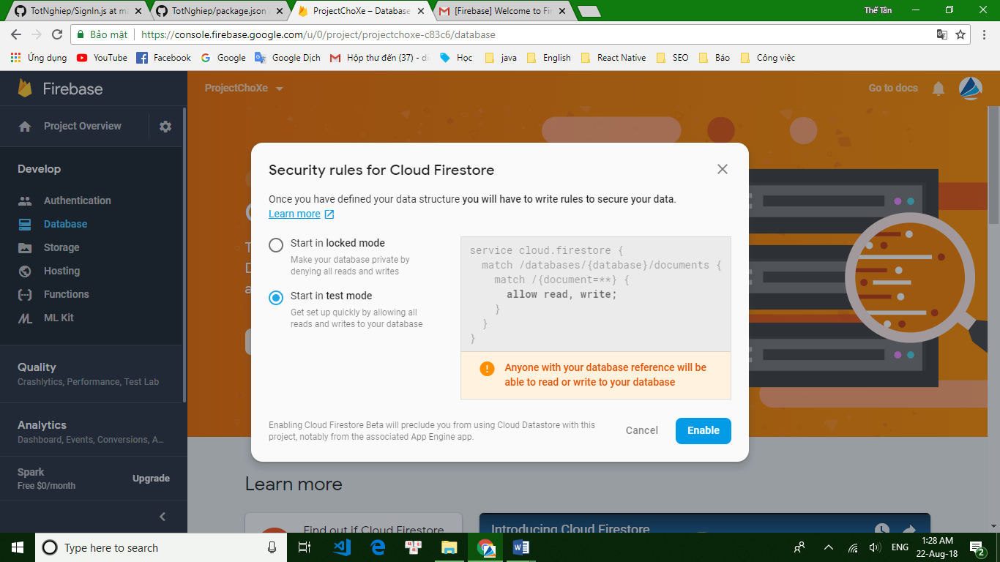 TotNghiep/SignIn.js at ma
TotNghiep/package.json
ProjectChoXe – Database
[Firebase] Welcome to Fir
Thế Tân
Bảo mật
https://console.firebase.google.com/u/0/project/projectchoxe-c83c6/database
Ứng dụng
YouTube
Facebook
Google
Google Dịch
Hộp thư đến (37) - di
Học
java
English
React Native
SEO
Báo
Công việc
Firebase
ProjectChoXe
Go to docs
Project Overview
Develop
Authentication
Database
Storage
Hosting
Functions
ML Kit
Quality
Crashlytics, Performance, Test Lab
Analytics
Dashboard, Events, Conversions, A...
Spark
Free $0/month
Upgrade
Security rules for Cloud Firestore
Once you have defined your data structure you will have to write rules to secure your data.
Learn more
Start in locked mode
Make your database private by
denying all reads and writes
Start in test mode
Get set up quickly by allowing all
reads and writes to your database
service cloud.firestore {
match /databases/{database}/documents {
match /{document=**} {
allow read, write;
}
}
}
Anyone with your database reference will be
able to read or write to your database
Enabling Cloud Firestore Beta will preclude you from using Cloud Datastore with this
project, notably from the associated App Engine app.
Cancel
Enable
Learn more
Find out if Cloud Firestore
Introducing Cloud Firestore
Type here to search
ENG
1:28 AM
22-Aug-18
2